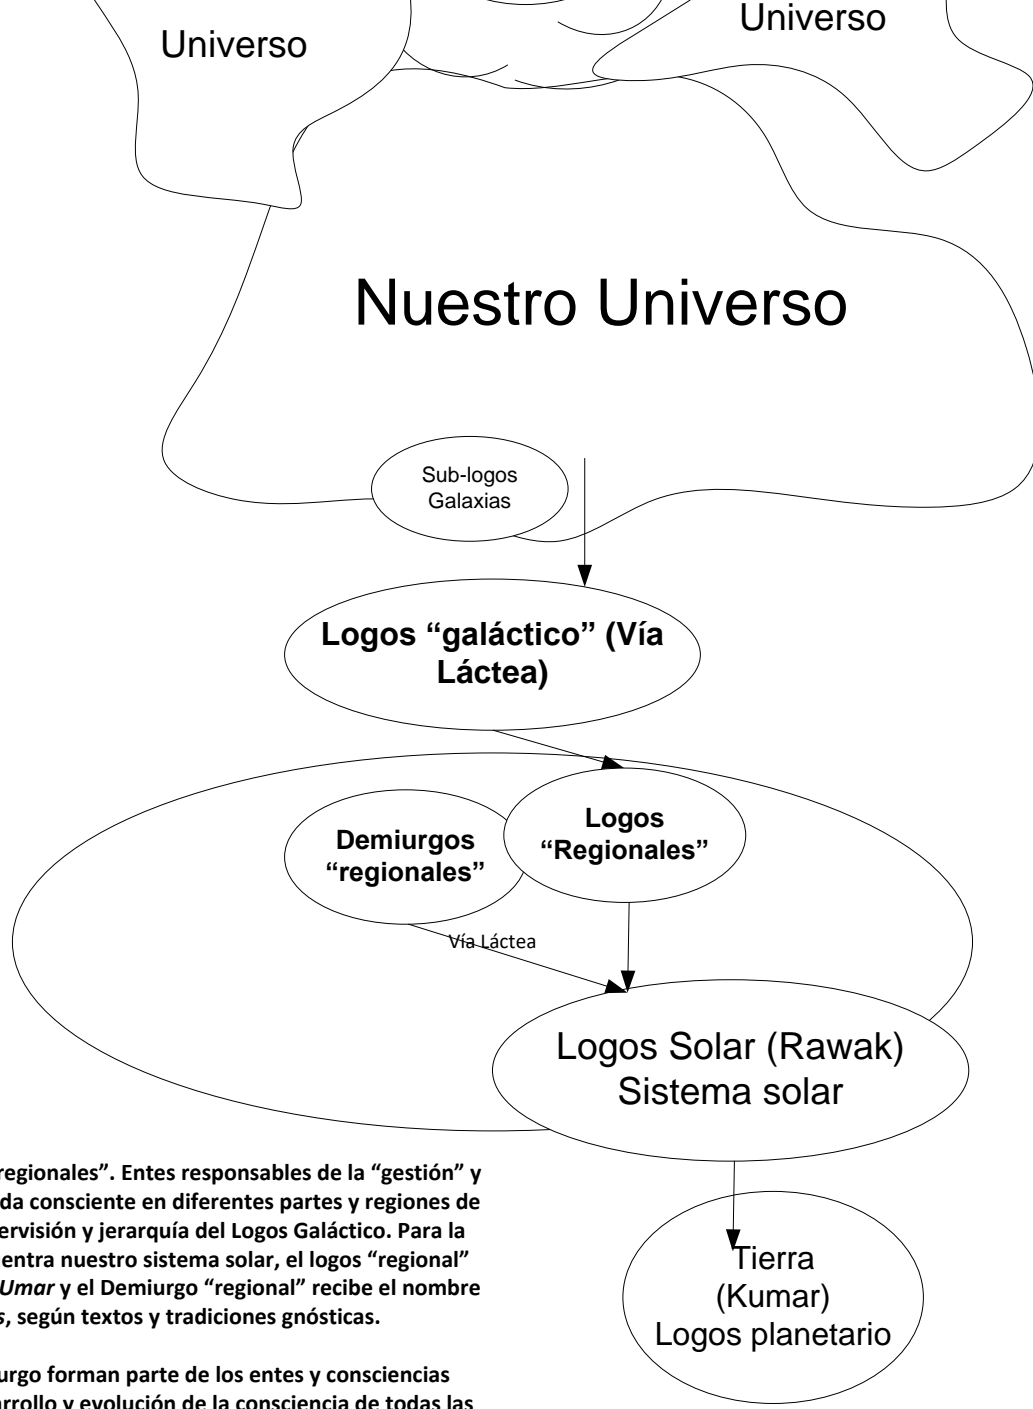 Universo
Universo
Nuestro Universo
Sub-logos
Galaxias
Logos “galáctico” (Vía
Láctea)
Logos
“Regionales”
Demiurgos
“regionales”
Vía Láctea
Logos Solar (Rawak)
Sistema solar
regionales”. Entes responsables de la “gestión” y
da consciente en diferentes partes y regiones de
ervisión y jerarquía del Logos Galáctico. Para la
entra nuestro sistema solar, el logos “regional”
Umar y el Demiurgo “regional” recibe el nombre
s, según textos y tradiciones gnósticas.
urgo forman parte de los entes y consciencias
arrollo y evolución de la consciencia de todas las
Tierra
(Kumar)
Logos planetario